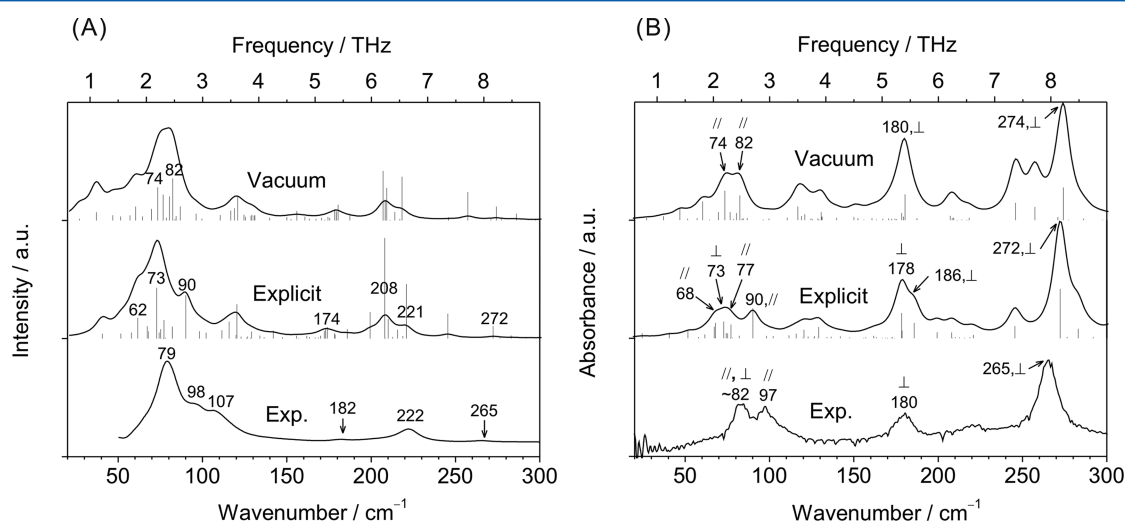 (A)
Frequency / THz
1 2 3 4 5 6 7 8
74 82
Vacuum
62 73 90
Explicit
174 208 221 272
79 98 107
Exp.
182 222 265
50 100 150 200 250 300
Wavenumber / cm⁻¹
Intensity / a.u.
(B)
Frequency / THz
1 2 3 4 5 6 7 8
// //
74 82
Vacuum
180,⊥
274,⊥
//
68
⊥
73
//
77
90,//
Explicit
⊥
178
186,⊥
272,⊥
//, ⊥
~82
//
97
Exp.
⊥
180
265,⊥
50 100 150 200 250 300
Wavenumber / cm⁻¹
Absorbance / a.u.